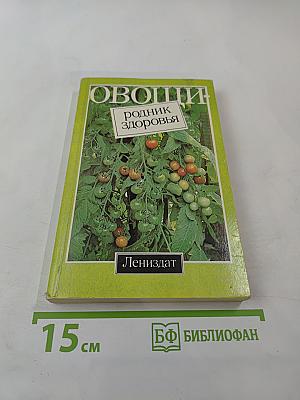 ОВОЩИ-
родник
здоровья
Лениздат
15 см
БФ БИБЛИОФАН